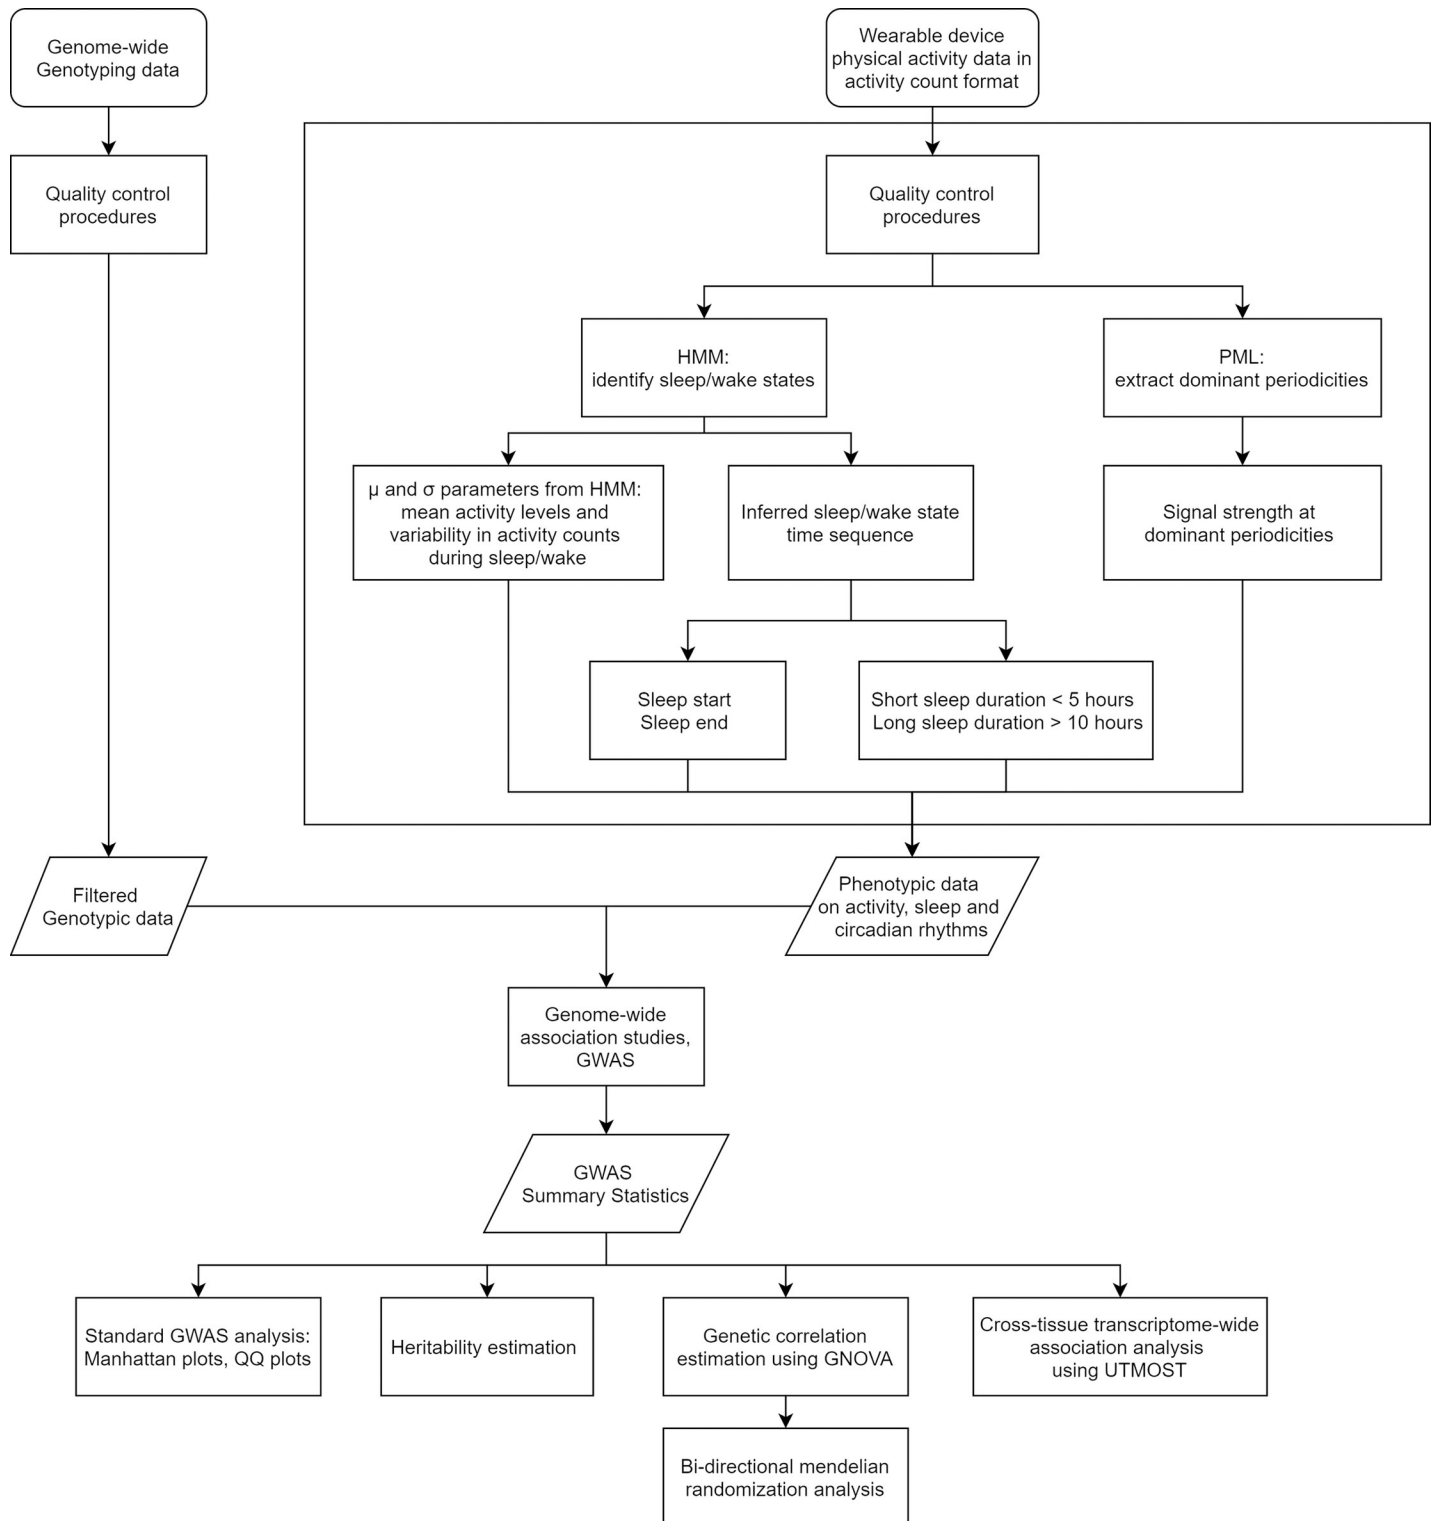 Genome-wide
Genotyping data
Wearable device
physical activity data in
activity count format
Quality control
procedures
Quality control
procedures
HMM:
identify sleep/wake states
PML:
extract dominant periodicities
μ and σ parameters from HMM:
mean activity levels and
variability in activity counts
during sleep/wake
Inferred sleep/wake state
time sequence
Signal strength at
dominant periodicities
Sleep start
Sleep end
Short sleep duration < 5 hours
Long sleep duration > 10 hours
Filtered
Genotypic data
Phenotypic data
on activity, sleep and
circadian rhythms
Genome-wide
association studies,
GWAS
GWAS
Summary Statistics
Standard GWAS analysis:
Manhattan plots, QQ plots
Heritability estimation
Genetic correlation
estimation using GNOVA
Cross-tissue transcriptome-wide
association analysis
using UTMOST
Bi-directional mendelian
randomization analysis